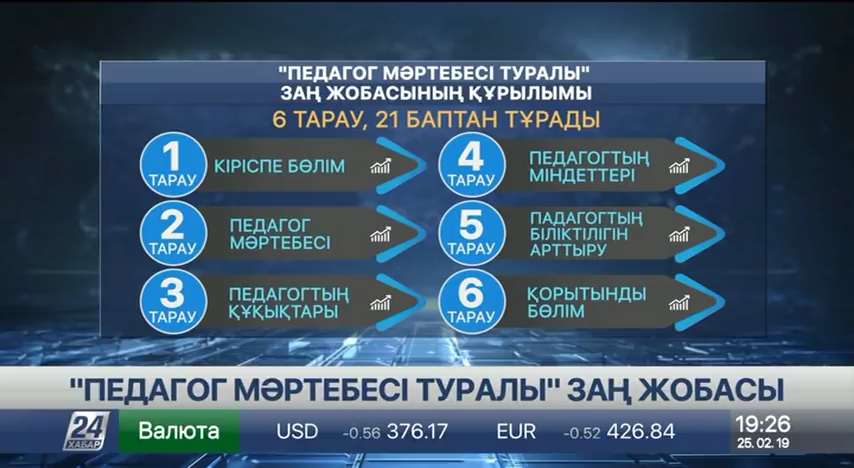 "ПЕДАГОГ МӘРТЕБЕСІ ТУРАЛЫ"
ЗАҢ ЖОБАСЫНЫҢ ҚҰРЫЛЫМЫ
6 ТАРАУ, 21 БАПТАН ТҰРАДЫ
1
ТАРАУ
КІРІСПЕ БӨЛІМ
2
ТАРАУ
ПЕДАГОГ
МӘРТЕБЕСІ
3
ТАРАУ
ПЕДАГОГТЫҢ
ҚҰҚЫҚТАРЫ
4
ТАРАУ
ПЕДАГОГТЫҢ
МІНДЕТТЕРІ
5
ТАРАУ
ПАДАГОГТЫҢ
БІЛІКТІЛІГІН
АРТТЫРУ
6
ТАРАУ
ҚОРЫТЫНДЫ
БӨЛІМ
"ПЕДАГОГ МӘРТЕБЕСІ ТУРАЛЫ" ЗАҢ ЖОБАСЫ
24
ХАБАР
Валюта
USD -0.56 376.17 EUR -0.52 426.84
19:26
25.02.19